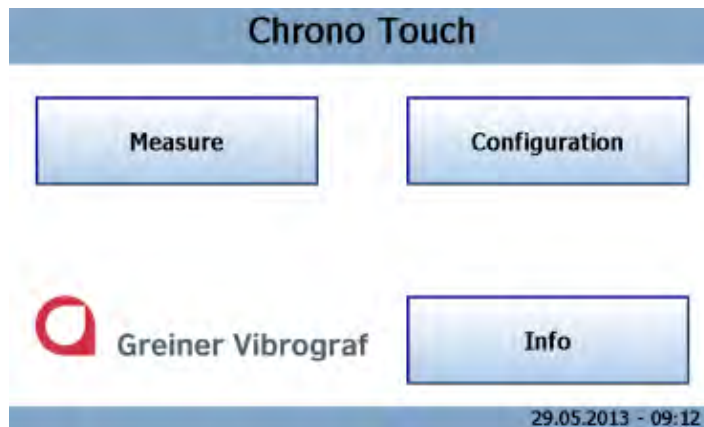 Chrono Touch
Measure
Configuration
Greiner Vibrograf
Info
29.05.2013 - 09:12